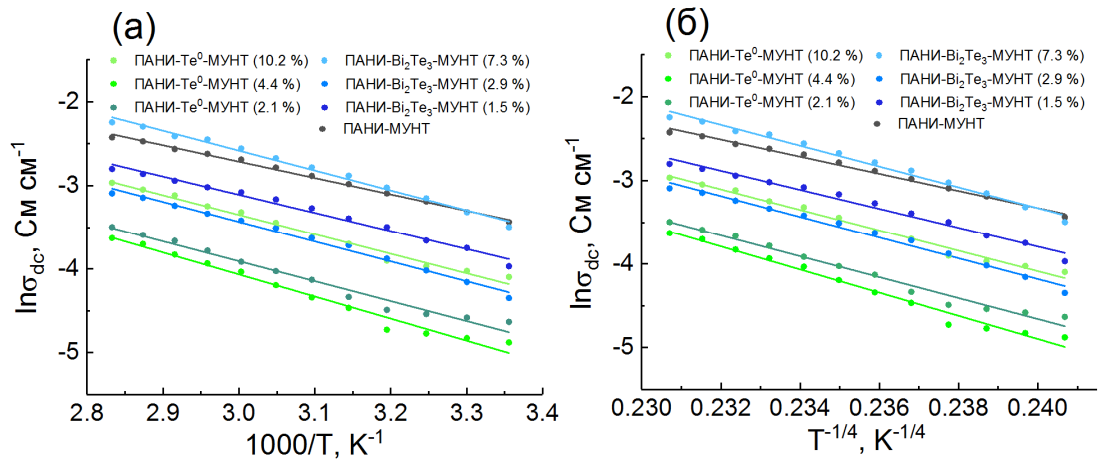 (а)
ПАНИ-Te⁰-МУНТ (10.2 %) ПАНИ-Bi₂Te₃-МУНТ (7.3 %)
ПАНИ-Te⁰-МУНТ (4.4 %) ПАНИ-Bi₂Te₃-МУНТ (2.9 %)
ПАНИ-Te⁰-МУНТ (2.1 %) ПАНИ-Bi₂Te₃-МУНТ (1.5 %)
ПАНИ-МУНТ
lnσdc, См см⁻¹
-2
-3
-4
-5
2.8 2.9 3.0 3.1 3.2 3.3 3.4
1000/T, K⁻¹
(б)
ПАНИ-Te⁰-МУНТ (10.2 %) ПАНИ-Bi₂Te₃-МУНТ (7.3 %)
ПАНИ-Te⁰-МУНТ (4.4 %) ПАНИ-Bi₂Te₃-МУНТ (2.9 %)
ПАНИ-Te⁰-МУНТ (2.1 %) ПАНИ-Bi₂Te₃-МУНТ (1.5 %)
ПАНИ-МУНТ
lnσdc, См см⁻¹
-2
-3
-4
-5
0.230 0.232 0.234 0.236 0.238 0.240
T⁻¹/⁴, K⁻¹/⁴